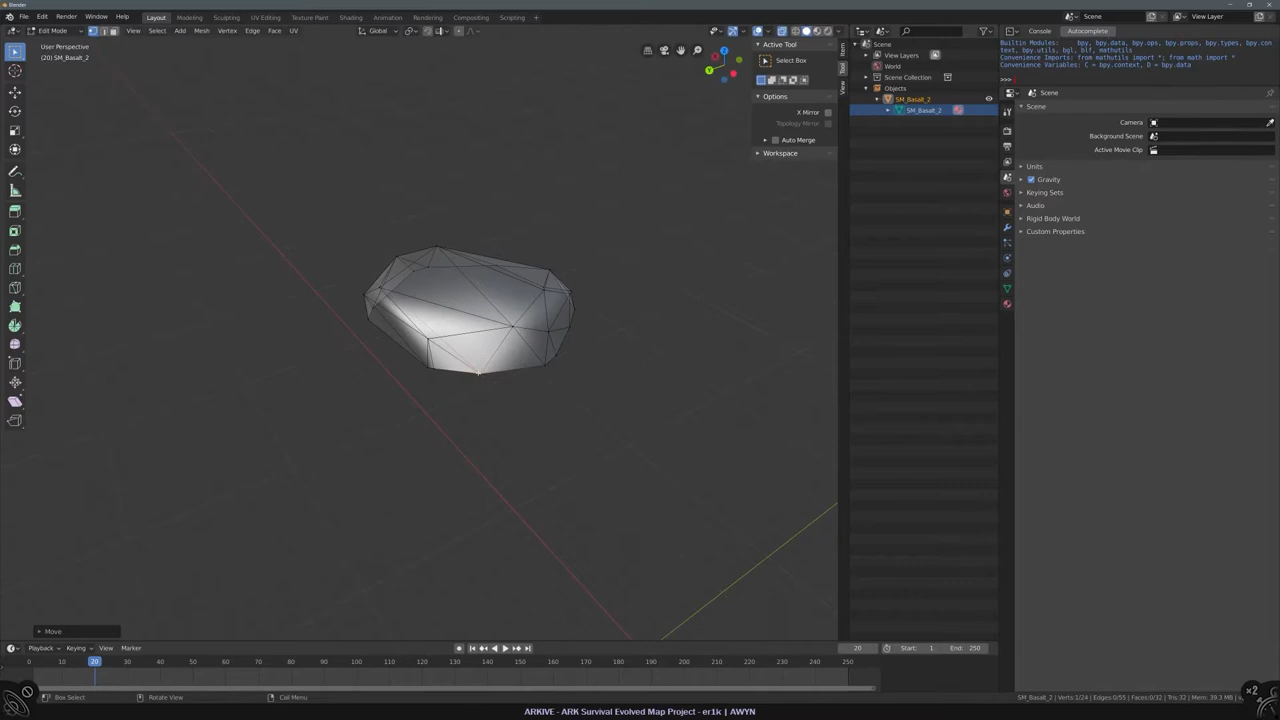 Blender
File Edit Render Window Help
Layout Modeling Sculpting UV Editing Texture Paint Shading Animation Rendering Compositing Scripting +
Scene View Layer
Edit Mode View Select Add Mesh Vertex Edge Face UV Global
User Perspective
(20) SM_Basalt_2
Active Tool
Select Box
Options
X Mirror
Topology Mirror
Auto Merge
Workspace
Item
Tool
View
Scene
View Layers
World
Scene Collection
Objects
SM_Basalt_2
SM_Basalt_2
Console Autocomplete
Builtin Modules: bpy, bpy.data, bpy.ops, bpy.props, bpy.types, bpy.con
text, bpy.utils, bgl, blf, mathutils
Convenience Imports: from mathutils import *; from math import *
Convenience Variables: C = bpy.context, D = bpy.data
>>>
Scene
Scene
Camera
Background Scene
Active Movie Clip
Units
Gravity
Keying Sets
Audio
Rigid Body World
Custom Properties
Move
Playback Keying View Marker
20 Start: 1 End: 250
0 10 20 30 40 50 60 70 80 90 100 110 120 130 140 150 160 170 180 190 200 210 220 230 240 250
Box Select Rotate View Call Menu
×2
ARKIVE - ARK Survival Evolved Map Project - er1k | AWYN